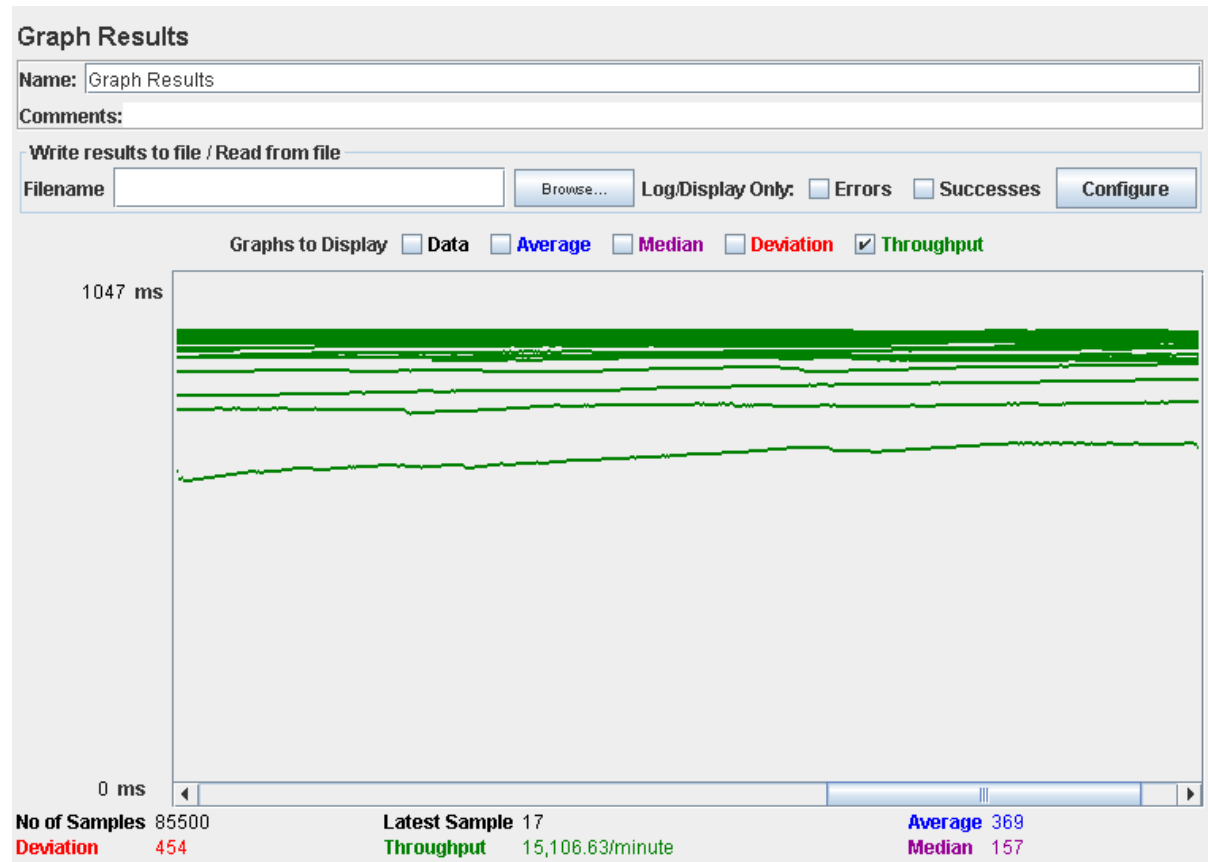 Graph Results
Name: Graph Results
Comments:
Write results to file / Read from file
Filename Browse... Log/Display Only: Errors Successes Configure
Graphs to Display Data Average Median Deviation Throughput
1047 ms
0 ms
No of Samples 85500 Latest Sample 17 Average 369
Deviation 454 Throughput 15,106.63/minute Median 157